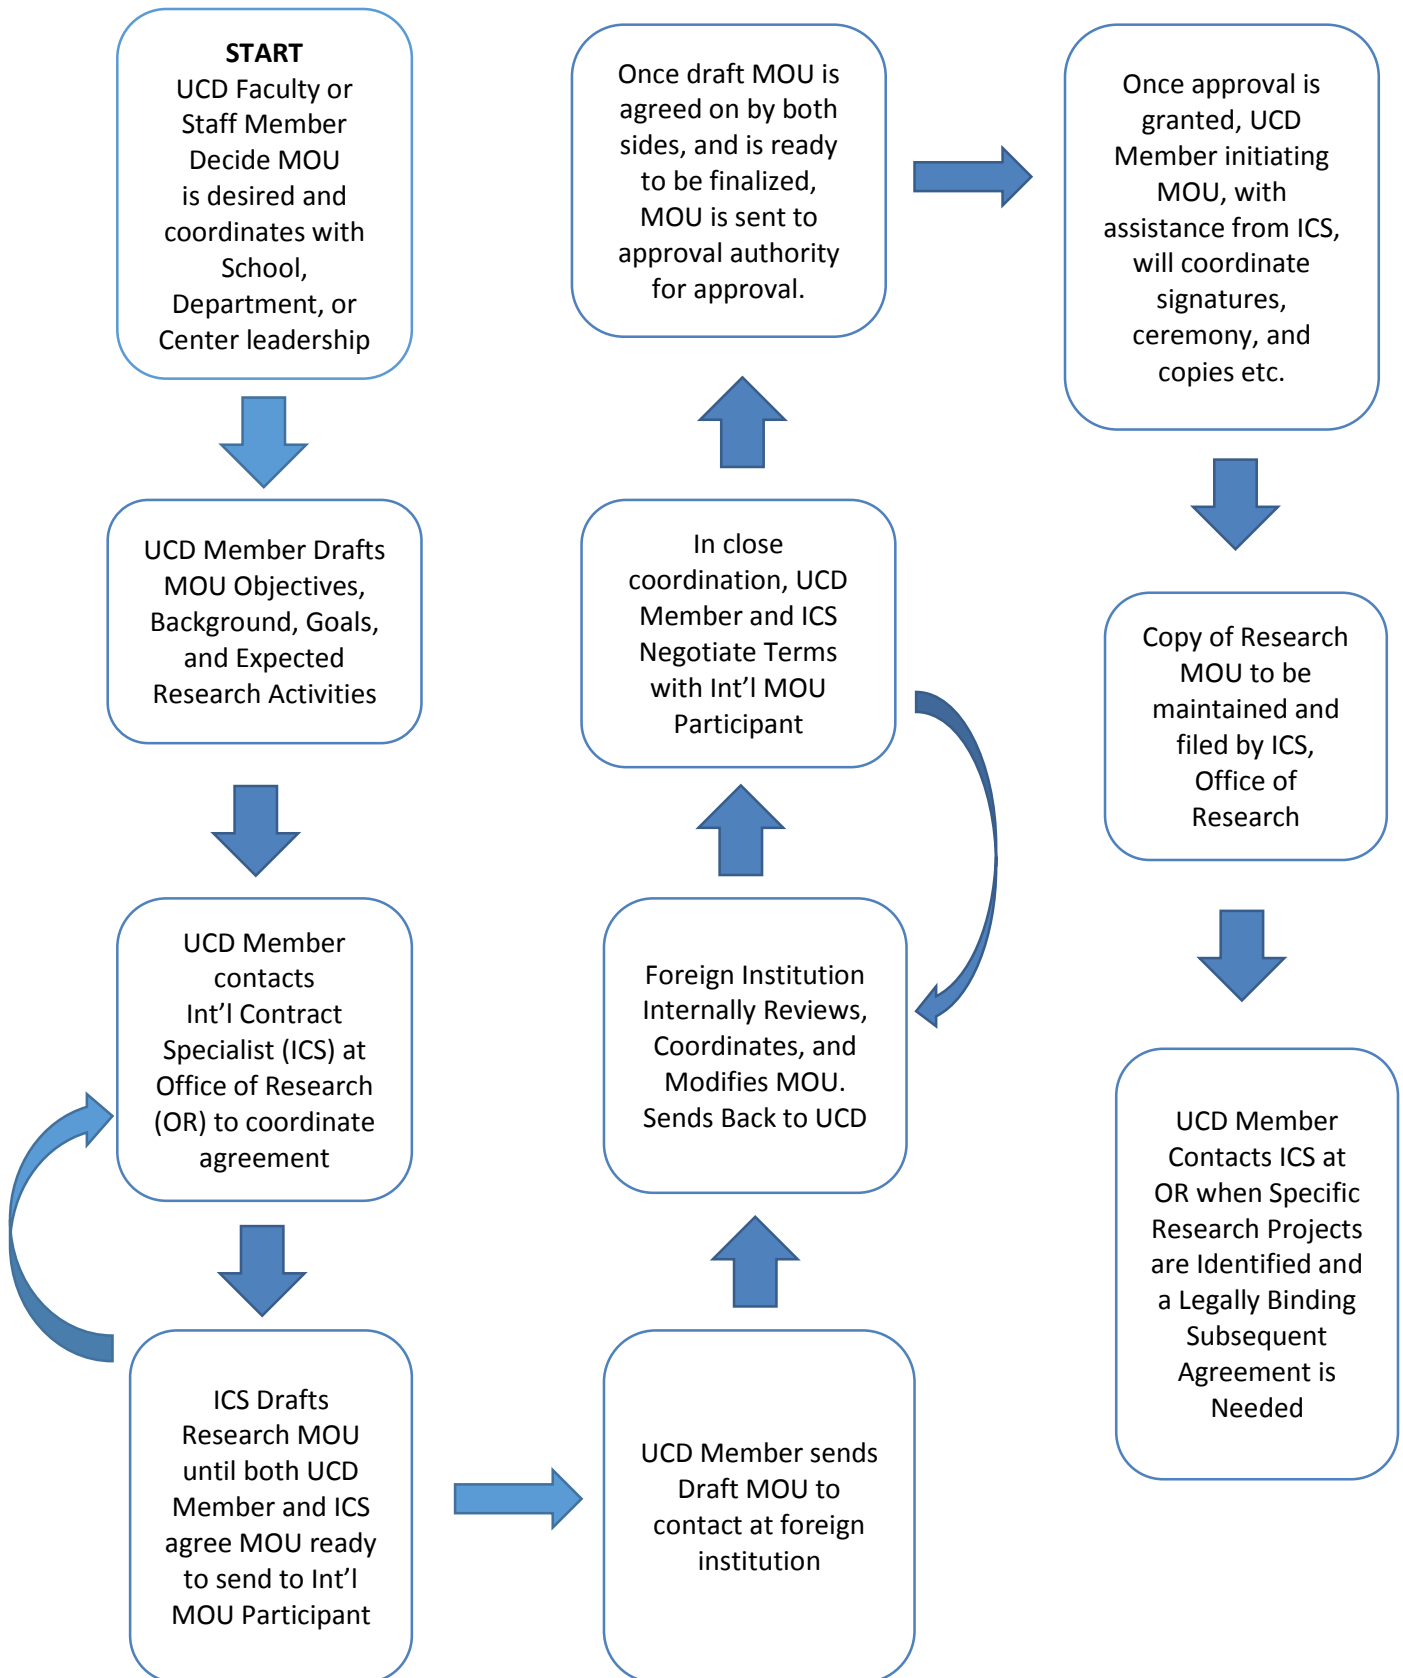 START
UCD Faculty or
Staff Member
Decide MOU
is desired and
coordinates with
School,
Department, or
Center leadership
UCD Member Drafts
MOU Objectives,
Background, Goals,
and Expected
Research Activities
UCD Member
contacts
Int’l Contract
Specialist (ICS) at
Office of Research
(OR) to coordinate
agreement
ICS Drafts
Research MOU
until both UCD
Member and ICS
agree MOU ready
to send to Int’l
MOU Participant
UCD Member sends
Draft MOU to
contact at foreign
institution
Foreign Institution
Internally Reviews,
Coordinates, and
Modifies MOU.
Sends Back to UCD
In close
coordination, UCD
Member and ICS
Negotiate Terms
with Int’l MOU
Participant
Once draft MOU is
agreed on by both
sides, and is ready
to be finalized,
MOU is sent to
approval authority
for approval.
Once approval is
granted, UCD
Member initiating
MOU, with
assistance from ICS,
will coordinate
signatures,
ceremony, and
copies etc.
Copy of Research
MOU to be
maintained and
filed by ICS,
Office of
Research
UCD Member
Contacts ICS at
OR when Specific
Research Projects
are Identified and
a Legally Binding
Subsequent
Agreement is
Needed